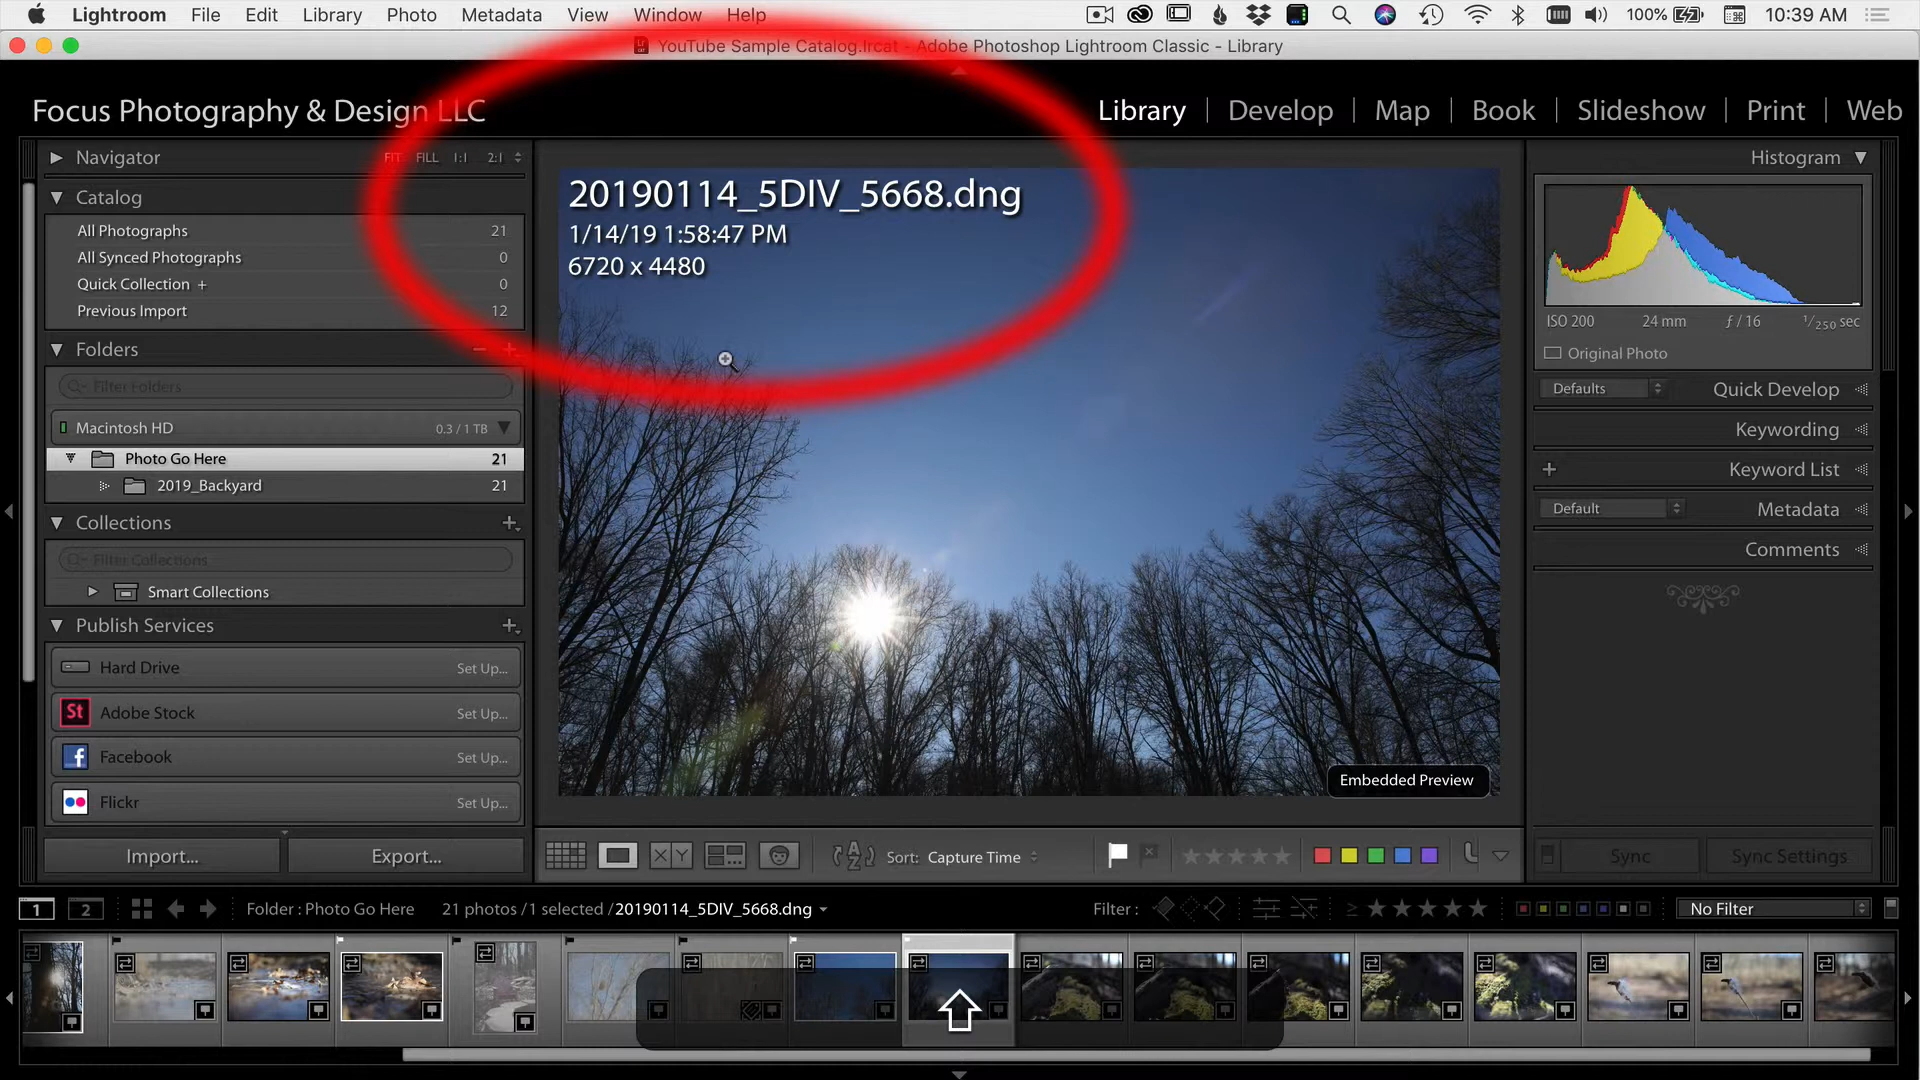 Lightroom File Edit Library Photo Metadata View Window Help 100% 10:39 AM
YouTube Sample Catalog.lrcat - Adobe Photoshop Lightroom Classic - Library
Focus Photography & Design LLC
Library | Develop | Map | Book | Slideshow | Print | Web
Navigator FIT FILL 1:1 2:1
Catalog
All Photographs 21
All Synced Photographs 0
Quick Collection + 0
Previous Import 12
Folders
Filter Folders
Macintosh HD 0.3 / 1 TB
Photo Go Here 21
2019_Backyard 21
Collections
Filter Collections
Smart Collections
Publish Services
Hard Drive Set Up...
St Adobe Stock Set Up...
f Facebook Set Up...
Flickr Set Up...
Import... Export...
20190114_5DIV_5668.dng
1/14/19 1:58:47 PM
6720 x 4480
Embedded Preview
XY Sort: Capture Time
Histogram
ISO 200 24 mm ƒ / 16 1/250 sec
Original Photo
Defaults Quick Develop
Keywording
+ Keyword List
Default Metadata
Comments
Sync Sync Settings
1 2 Folder : Photo Go Here 21 photos / 1 selected / 20190114_5DIV_5668.dng Filter : ≥ No Filter